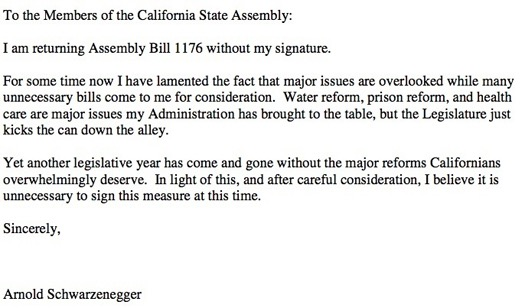 To the Members of the California State Assembly:
I am returning Assembly Bill 1176 without my signature.
For some time now I have lamented the fact that major issues are overlooked while many
unnecessary bills come to me for consideration. Water reform, prison reform, and health
care are major issues my Administration has brought to the table, but the Legislature just
kicks the can down the alley.
Yet another legislative year has come and gone without the major reforms Californians
overwhelmingly deserve. In light of this, and after careful consideration, I believe it is
unnecessary to sign this measure at this time.
Sincerely,
Arnold Schwarzenegger